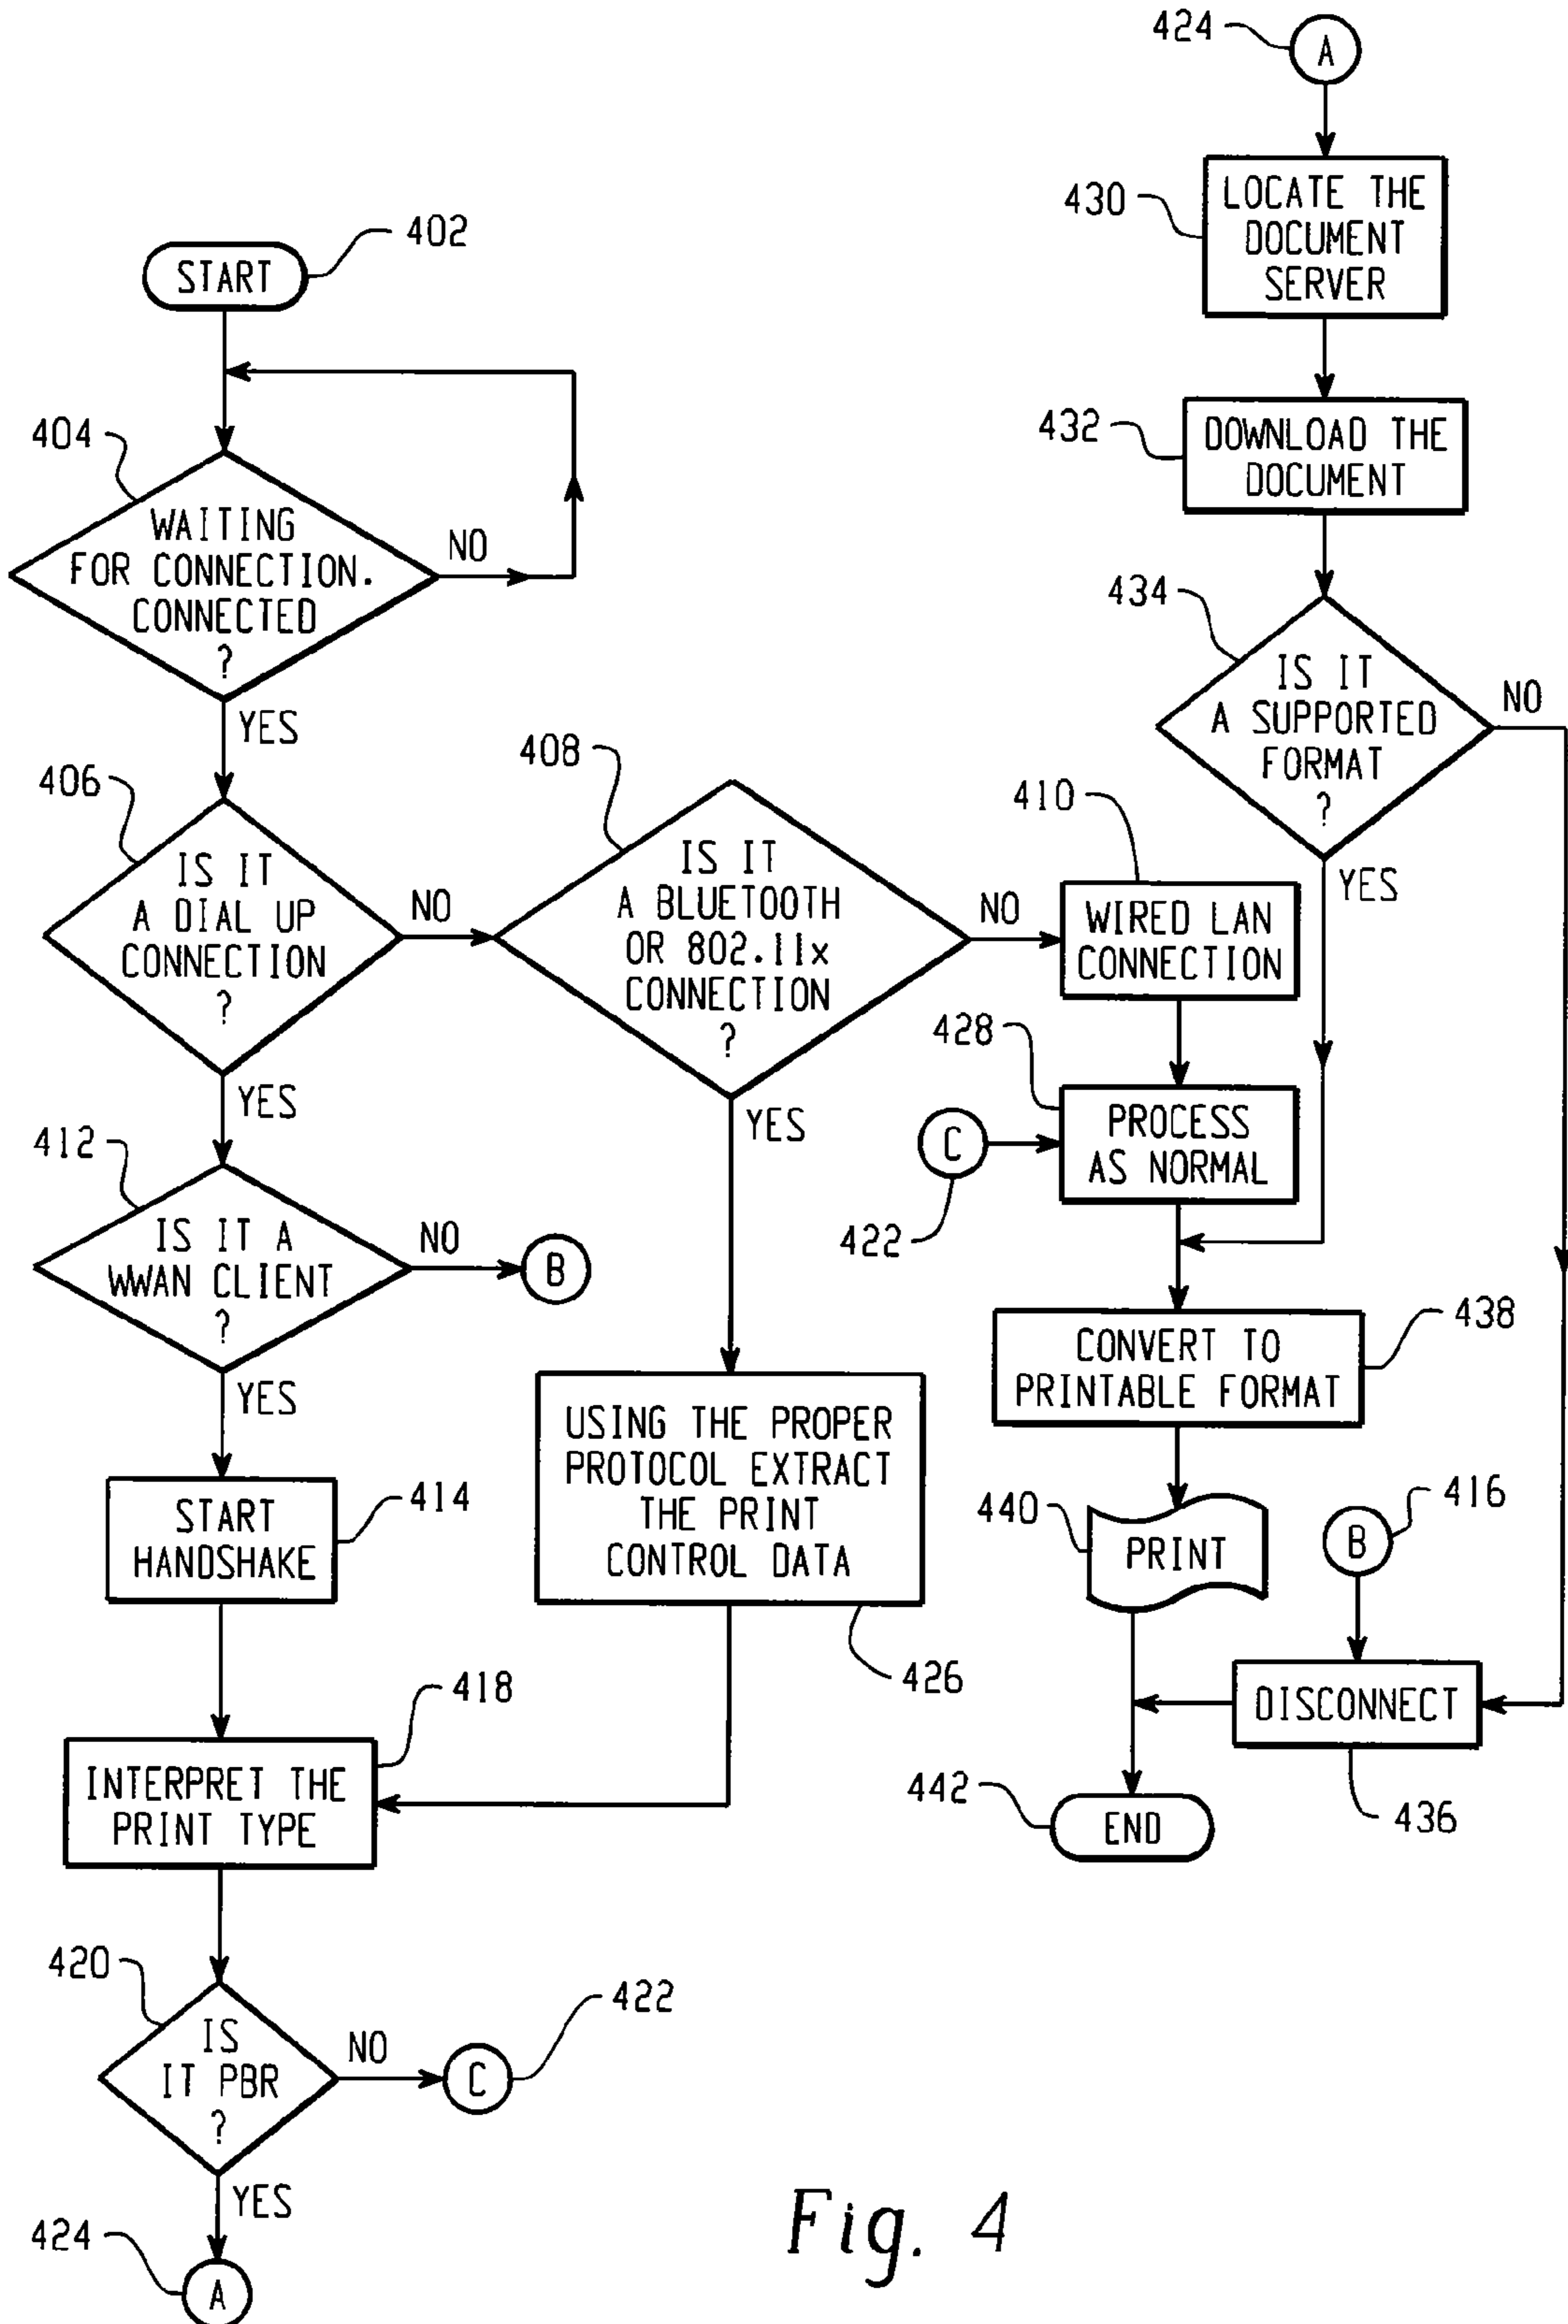 402
START
404
WAITING
FOR CONNECTION.
CONNECTED
?
NO
YES
406
IS IT
A DIAL UP
CONNECTION
?
NO
YES
408
IS IT
A BLUETOOTH
OR 802.11x
CONNECTION
?
NO
YES
410
WIRED LAN
CONNECTION
412
IS IT A
WWAN CLIENT
?
NO
B
YES
414
START
HANDSHAKE
USING THE PROPER
PROTOCOL EXTRACT
THE PRINT
CONTROL DATA
426
418
INTERPRET THE
PRINT TYPE
420
IS
IT PBR
?
NO
C
422
YES
424
A
424
A
430
LOCATE THE
DOCUMENT
SERVER
432
DOWNLOAD THE
DOCUMENT
434
IS IT
A SUPPORTED
FORMAT
?
NO
YES
428
PROCESS
AS NORMAL
C
422
438
CONVERT TO
PRINTABLE FORMAT
440
PRINT
416
B
DISCONNECT
436
442
END
Fig. 4